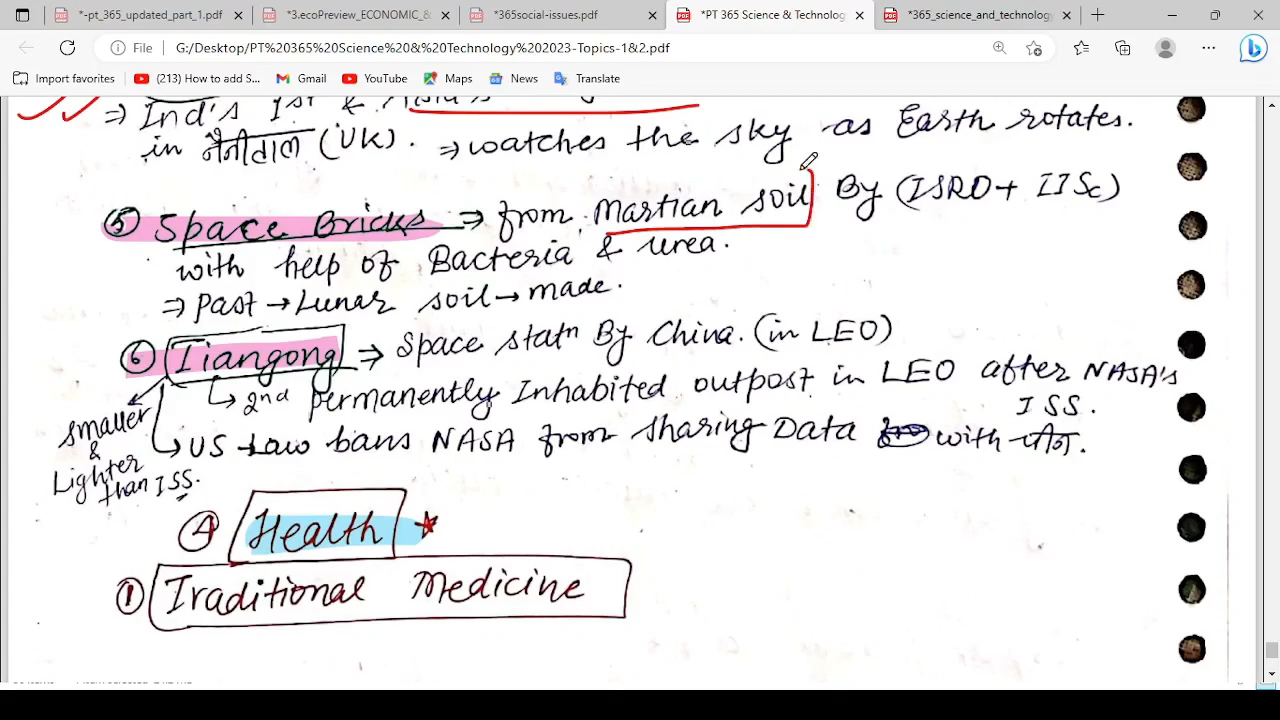 *-pt_365_updated_part_1.pdf
*3.ecoPreview_ECONOMIC_&
*365social-issues.pdf
*PT 365 Science & Technolog
*365_science_and_technology
File
G:/Desktop/PT%20365%20Science%20&%20Technology%202023-Topics-1&2.pdf
Import favorites
(213) How to add S...
Gmail
YouTube
Maps
News
Translate
⇒ Ind's 1st &
in नैनीताल (UK). ⇒ watches the sky as Earth rotates.
⑤ Space Bricks ⇒ from Martian soil By (ISRO + IISc)
with help of Bacteria & urea.
⇒ Past → Lunar soil → made.
⑥ Tiangong ⇒ Space statn By China. (in LEO)
↳ 2nd permanently Inhabited outpost in LEO after NASA's
ISS.
smaller
&
Lighter
than ISS.
↳ US Law bans NASA from sharing Data with चीन.
④ Health ★
① Traditional Medicine